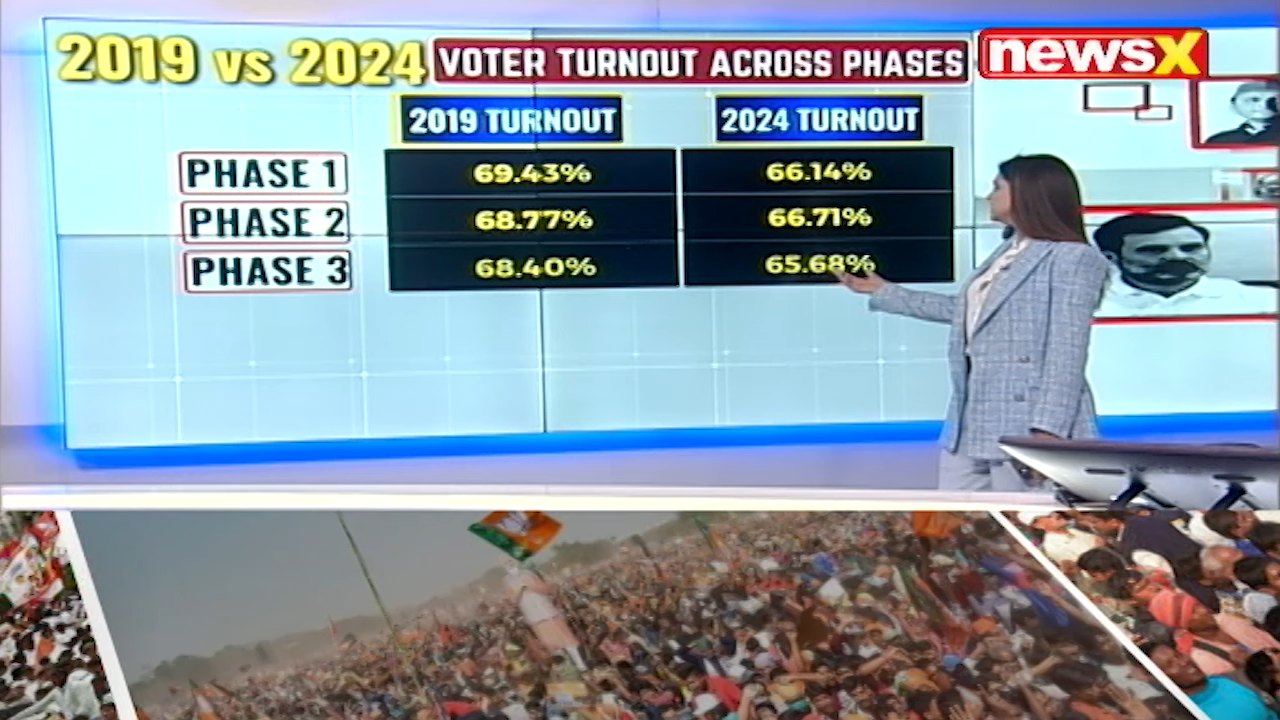 2019 vs 2024 VOTER TURNOUT ACROSS PHASES newsX
2019 TURNOUT 2024 TURNOUT
PHASE 1 69.43% 66.14%
PHASE 2 68.77% 66.71%
PHASE 3 68.40% 65.68%